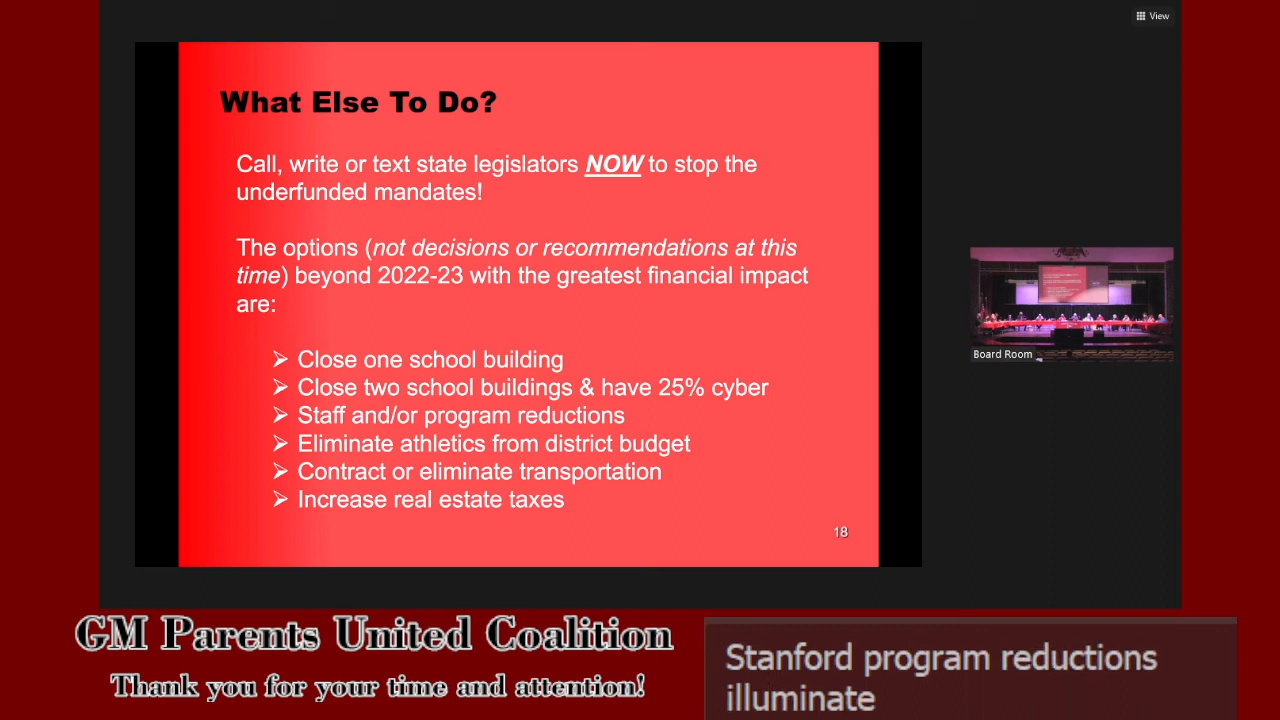 View
What Else To Do?
Call, write or text state legislators NOW to stop the
underfunded mandates!
The options (not decisions or recommendations at this
time) beyond 2022-23 with the greatest financial impact
are:
Close one school building
Close two school buildings & have 25% cyber
Staff and/or program reductions
Eliminate athletics from district budget
Contract or eliminate transportation
Increase real estate taxes
18
Board Room
GM Parents United Coalition
Thank you for your time and attention!
Stanford program reductions
illuminate